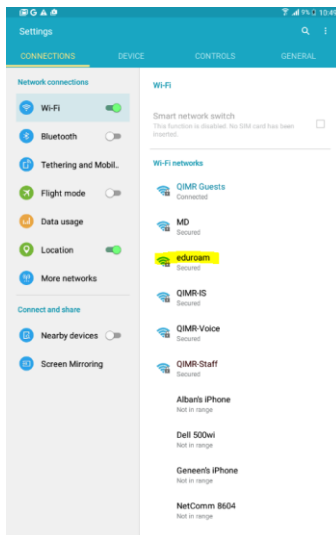 9% 10:49
Settings
CONNECTIONS DEVICE CONTROLS GENERAL
Network connections
Wi-Fi
Bluetooth
Tethering and Mobil..
Flight mode
Data usage
Location
More networks
Connect and share
Nearby devices
Screen Mirroring
Wi-Fi
Smart network switch
This function is disabled. No SIM card has been
inserted.
Wi-Fi networks
QIMR Guests
Connected
MD
Secured
eduroam
Secured
QIMR-IS
Secured
QIMR-Voice
Secured
QIMR-Staff
Secured
Alban's iPhone
Not in range
Dell 500wi
Not in range
Geneen's iPhone
Not in range
NetComm 8604
Not in range